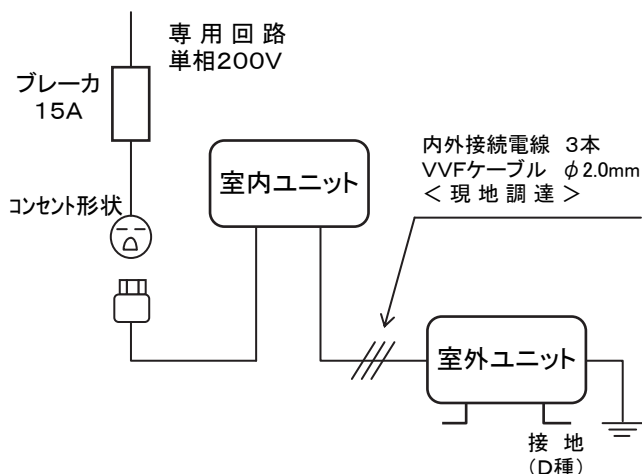 専用回路
単相200V
ブレーカ
15A
内外接続電線 3本
VVFケーブル φ2.0mm
＜現地調達＞
室内ユニット
コンセント形状
室外ユニット
接地
(D種)